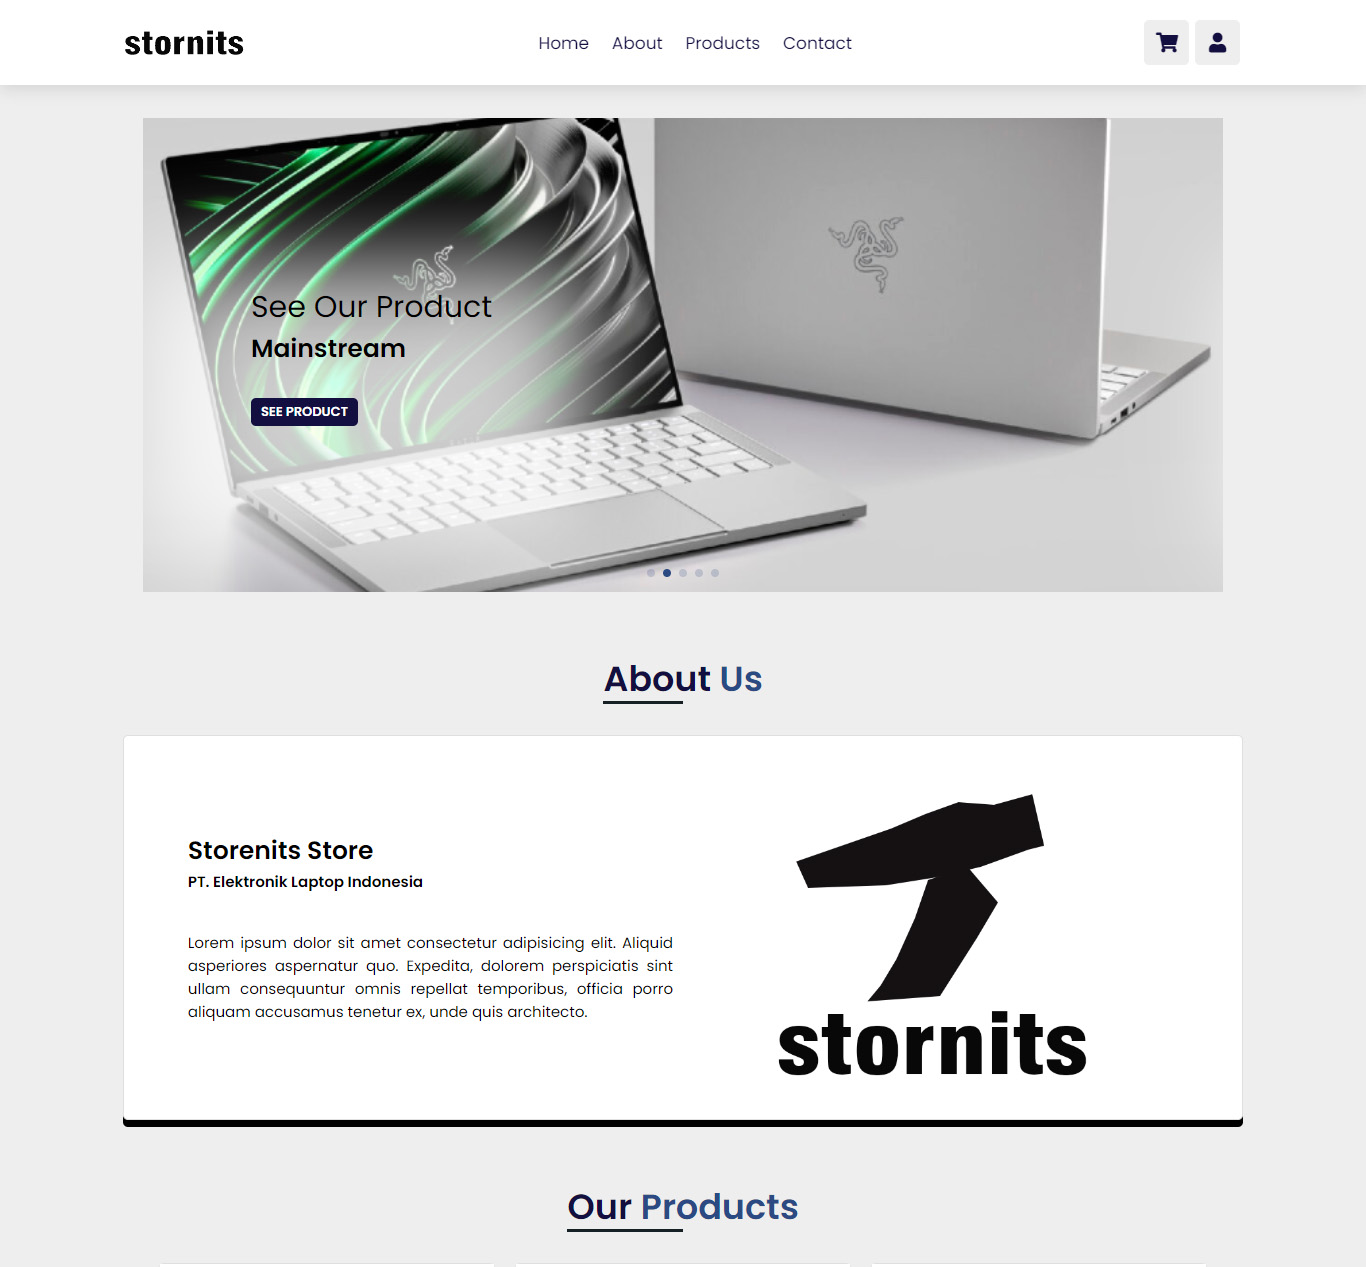 stornits
Home About Products Contact
See Our Product
Mainstream
SEE PRODUCT
About Us
Storenits Store
PT. Elektronik Laptop Indonesia
Lorem ipsum dolor sit amet consectetur adipisicing elit. Aliquid
asperiores aspernatur quo. Expedita, dolorem perspiciatis sint
ullam consequuntur omnis repellat temporibus, officia porro
aliquam accusamus tenetur ex, unde quis architecto.
stornits
Our Products